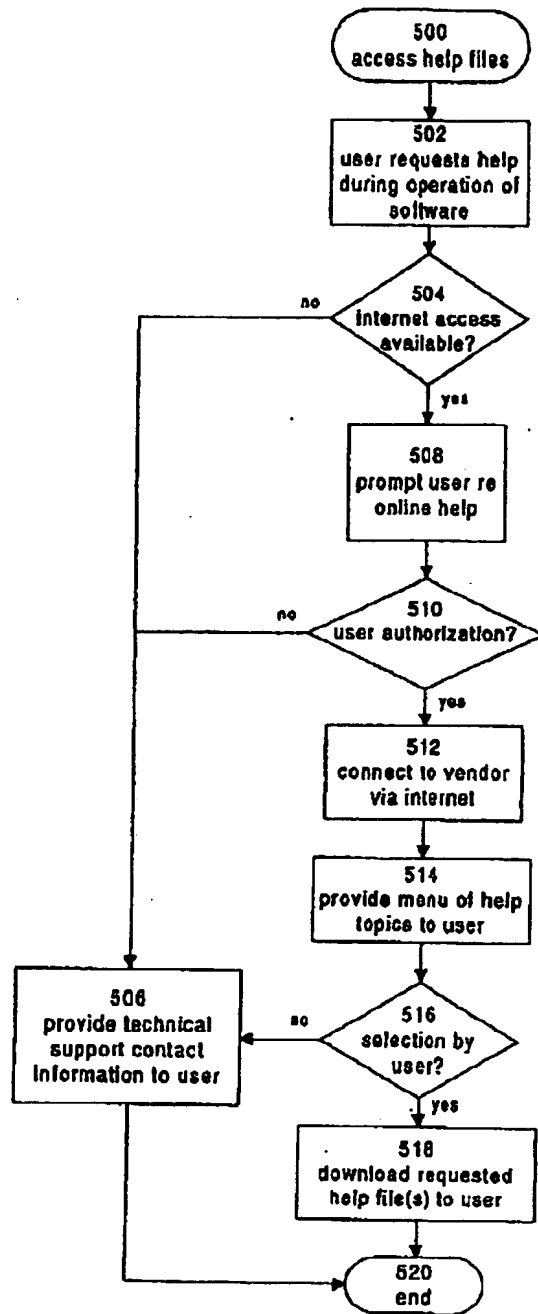 500
access help files
502
user requests help
during operation of
software
no
504
internet access
available?
yes
508
prompt user re
online help
no
510
user authorization?
yes
512
connect to vendor
via internet
514
provide menu of help
topics to user
506
provide technical
support contact
information to user
no
516
selection by
user?
yes
518
download requested
help file(s) to user
520
end